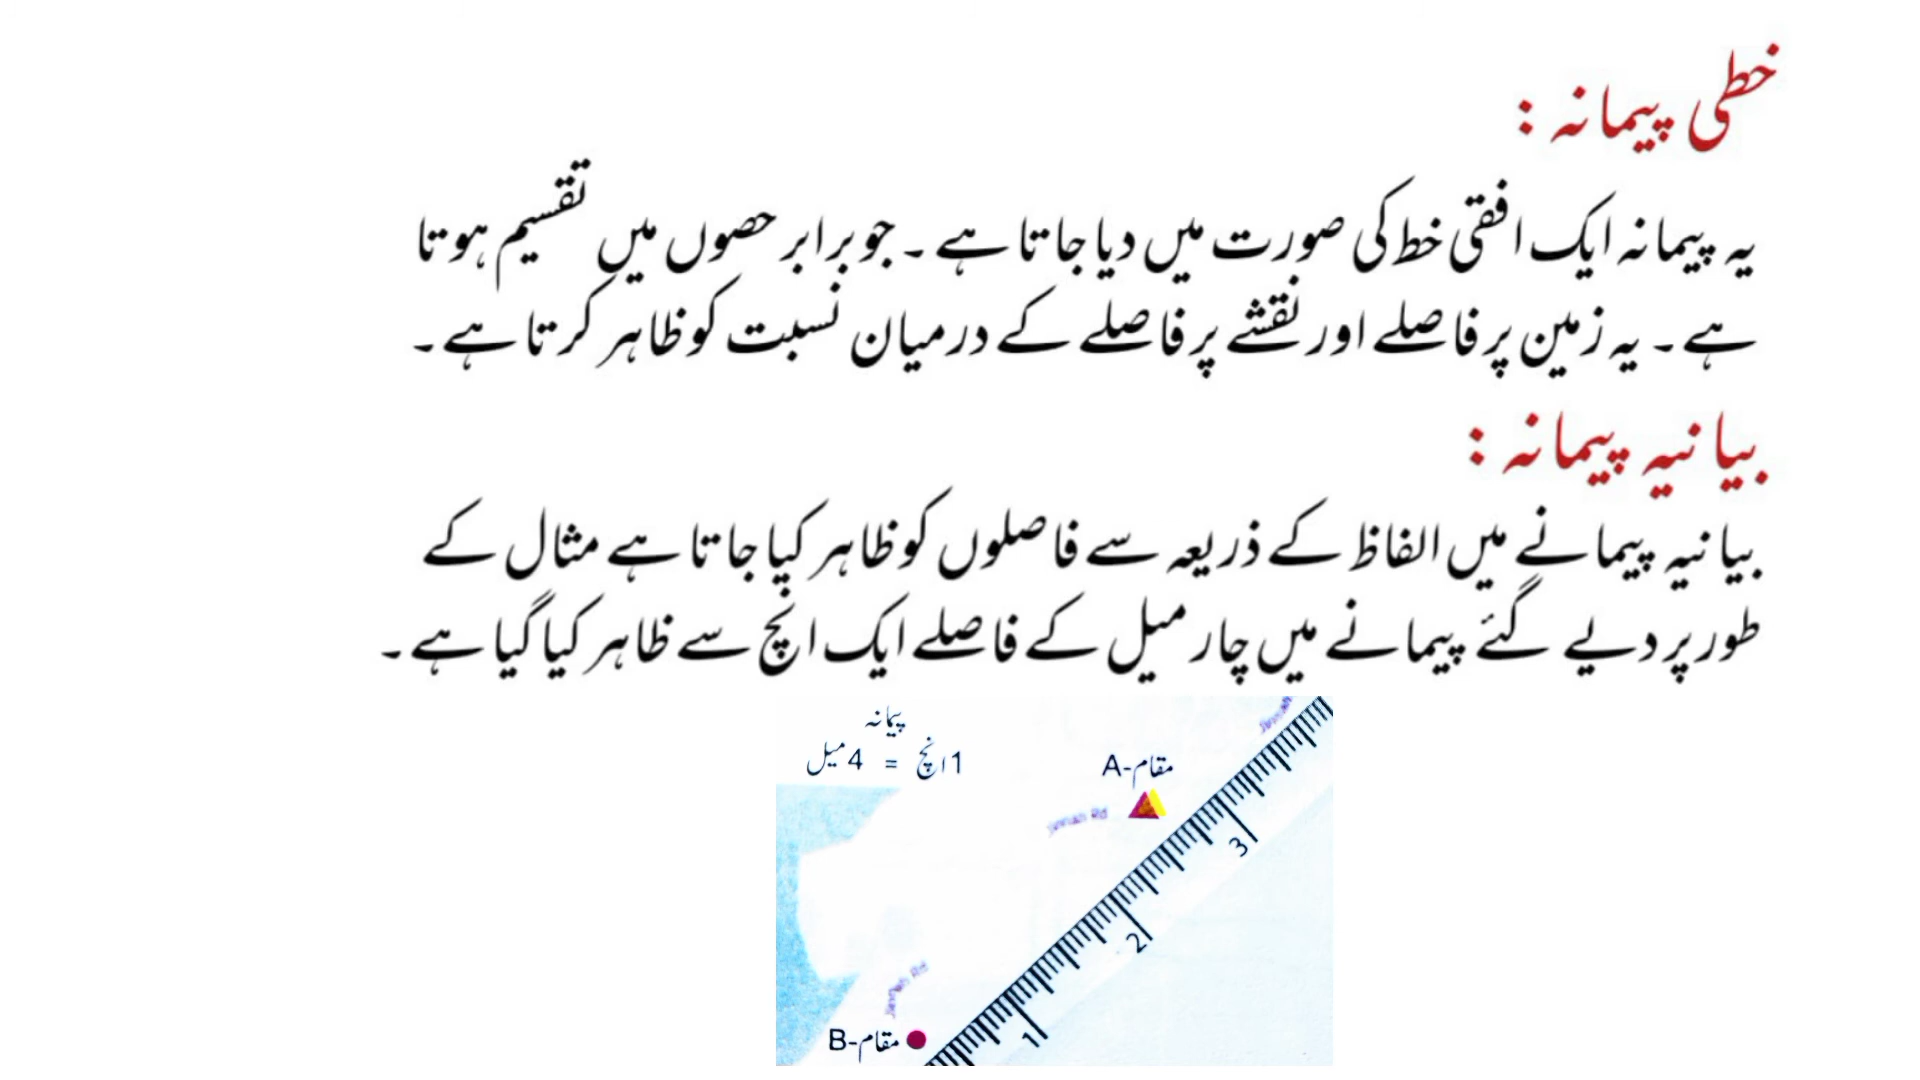 خطی پیمانہ :
یہ پیمانہ ایک افقی خط کی صورت میں دیا جاتا ہے ۔ جو برابر حصوں میں تقسیم ہوتا
ہے ۔ یہ زمین پر فاصلے اور نقشے پر فاصلے کے درمیان نسبت کو ظاہر کرتا ہے ۔
بیانیہ پیمانہ :
بیانیہ پیمانے میں الفاظ کے ذریعہ سے فاصلوں کو ظاہر کیا جاتا ہے مثال کے
طور پر دیے گئے پیمانے میں چار میل کے فاصلے ایک انچ سے ظاہر کیا گیا ہے ۔
پیمانہ
1 انچ = 4 میل
مقام-A
Jinnah Rd
3
2
1
مقام-B